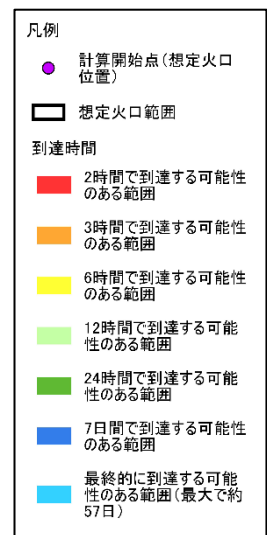 凡例
計算開始点(想定火口
位置)
想定火口範囲
到達時間
2時間で到達する可能性
のある範囲
3時間で到達する可能性
のある範囲
6時間で到達する可能性
のある範囲
12時間で到達する可能
性のある範囲
24時間で到達する可能
性のある範囲
7日間で到達する可能性
のある範囲
最終的に到達する可能
性のある範囲(最大で約
57日)